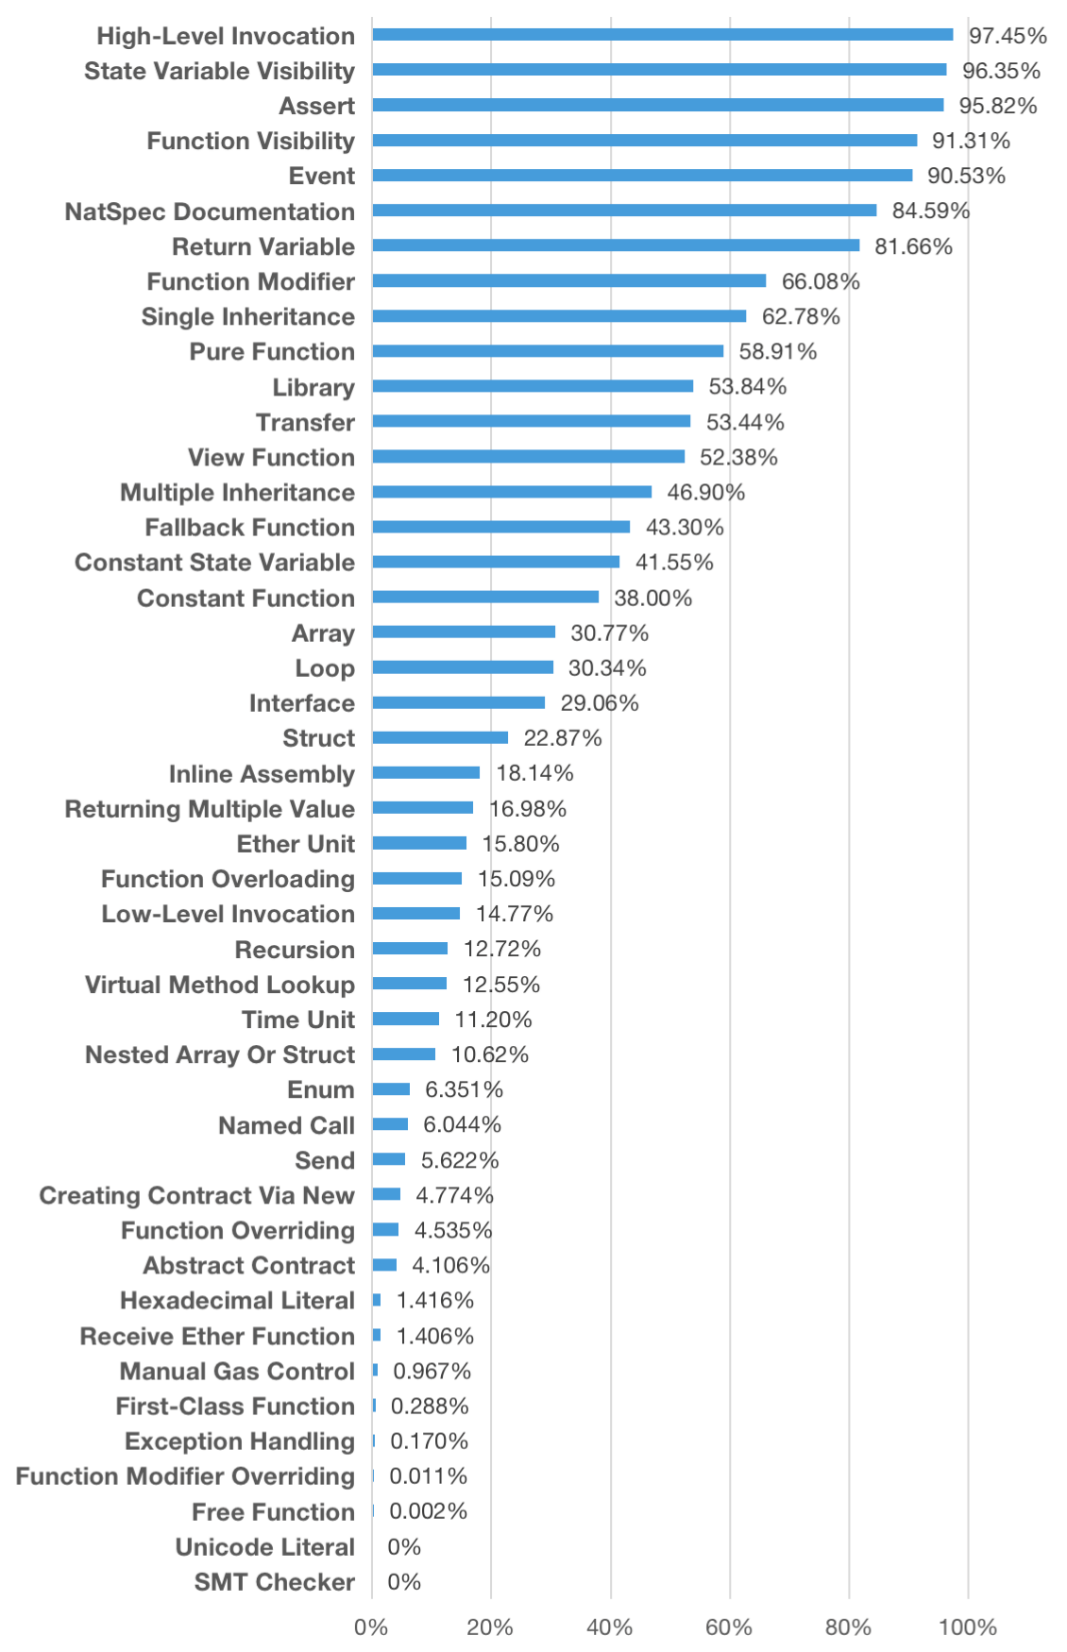 High-Level Invocation 97.45%
State Variable Visibility 96.35%
Assert 95.82%
Function Visibility 91.31%
Event 90.53%
NatSpec Documentation 84.59%
Return Variable 81.66%
Function Modifier 66.08%
Single Inheritance 62.78%
Pure Function 58.91%
Library 53.84%
Transfer 53.44%
View Function 52.38%
Multiple Inheritance 46.90%
Fallback Function 43.30%
Constant State Variable 41.55%
Constant Function 38.00%
Array 30.77%
Loop 30.34%
Interface 29.06%
Struct 22.87%
Inline Assembly 18.14%
Returning Multiple Value 16.98%
Ether Unit 15.80%
Function Overloading 15.09%
Low-Level Invocation 14.77%
Recursion 12.72%
Virtual Method Lookup 12.55%
Time Unit 11.20%
Nested Array Or Struct 10.62%
Enum 6.351%
Named Call 6.044%
Send 5.622%
Creating Contract Via New 4.774%
Function Overriding 4.535%
Abstract Contract 4.106%
Hexadecimal Literal 1.416%
Receive Ether Function 1.406%
Manual Gas Control 0.967%
First-Class Function 0.288%
Exception Handling 0.170%
Function Modifier Overriding 0.011%
Free Function 0.002%
Unicode Literal 0%
SMT Checker 0%
0% 20% 40% 60% 80% 100%